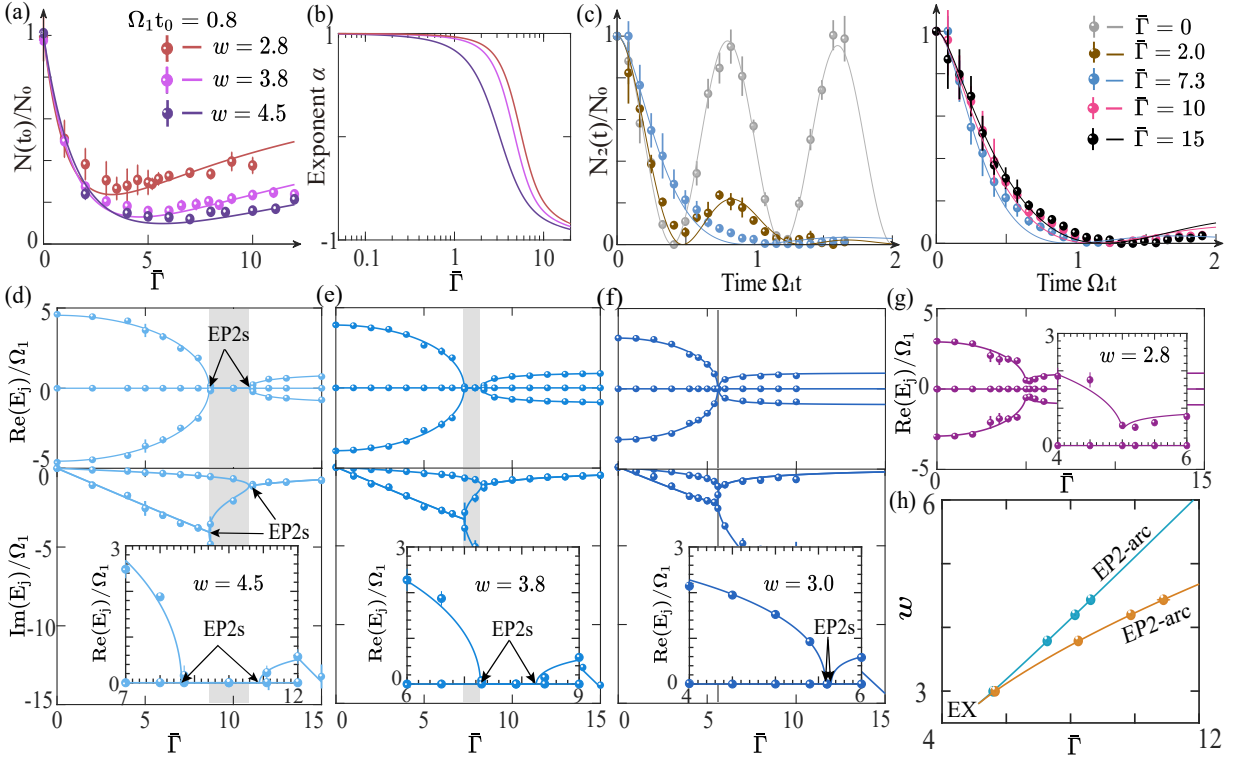 (a)
Ω₁t₀ = 0.8
w = 2.8
w = 3.8
w = 4.5
N(t₀)/N₀
1
0
0 5 10
Γ̄
(b)
Exponent α
1
-1
0.1 1 10
Γ̄
(c)
N₂(t)/N₀
1
0
0 1 2
Time Ω₁t
Γ̄ = 0
Γ̄ = 2.0
Γ̄ = 7.3
Γ̄ = 10
Γ̄ = 15
0 1 2
Time Ω₁t
(d)
Re(Eⱼ)/Ω₁
5
0
-5
EP2s
Im(Eⱼ)/Ω₁
0
-5
-10
-15
EP2s
Re(Eⱼ)/Ω₁
3
0
w = 4.5
EP2s
7 12
0 5 10 15
Γ̄
(e)
Re(Eⱼ)/Ω₁
3
0
w = 3.8
EP2s
6 9
0 5 10 15
Γ̄
(f)
Re(Eⱼ)/Ω₁
3
0
w = 3.0
EP2s
4 6
0 5 10 15
Γ̄
(g)
Re(Eⱼ)/Ω₁
5
0
-5
3
0
w = 2.8
4 6
0 15
Γ̄
(h)
w
6
3
EP2-arc
EP2-arc
EX
4 12
Γ̄